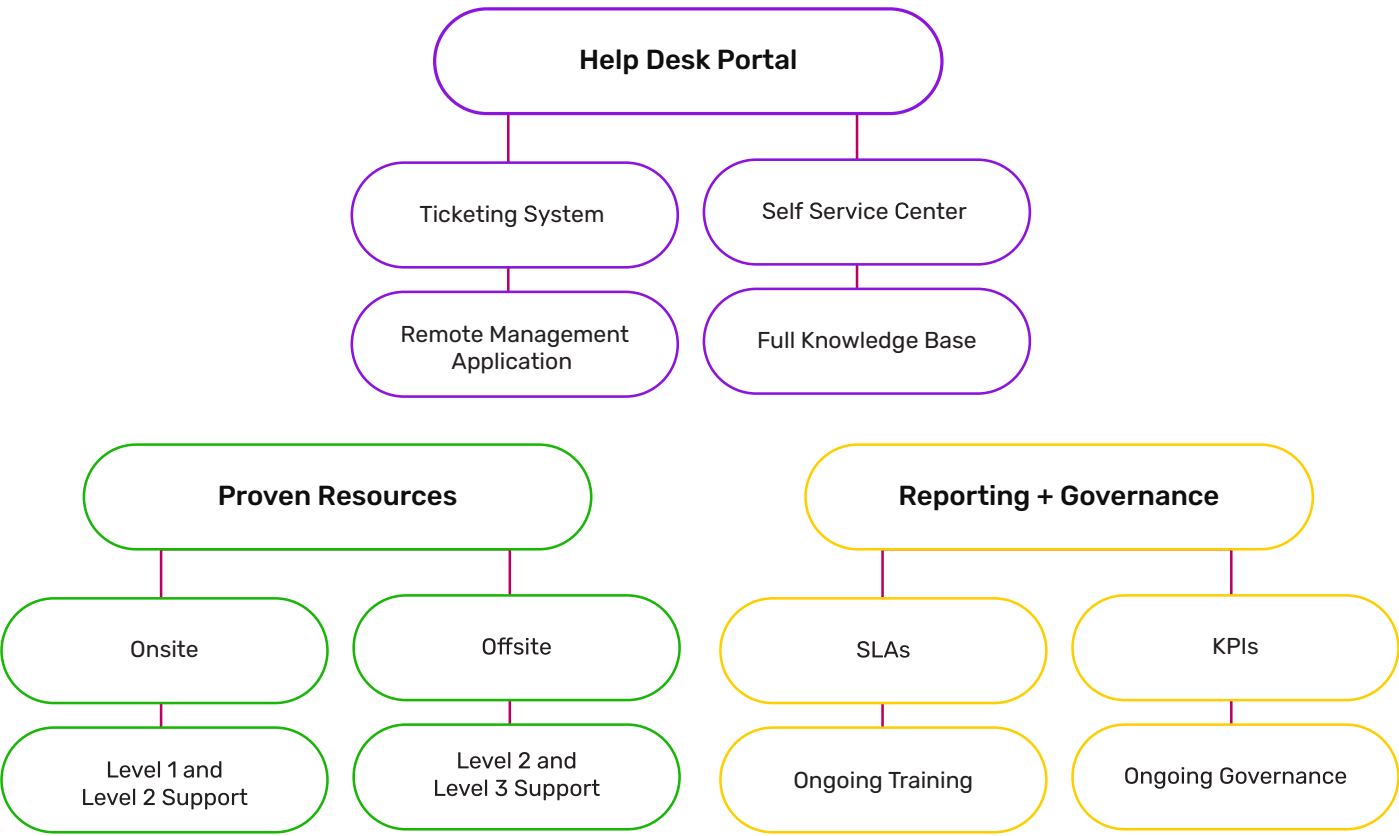 Help Desk Portal
Ticketing System
Self Service Center
Remote Management
Application
Full Knowledge Base
Proven Resources
Reporting + Governance
Onsite
Offsite
SLAs
KPIs
Level 1 and
Level 2 Support
Level 2 and
Level 3 Support
Ongoing Training
Ongoing Governance